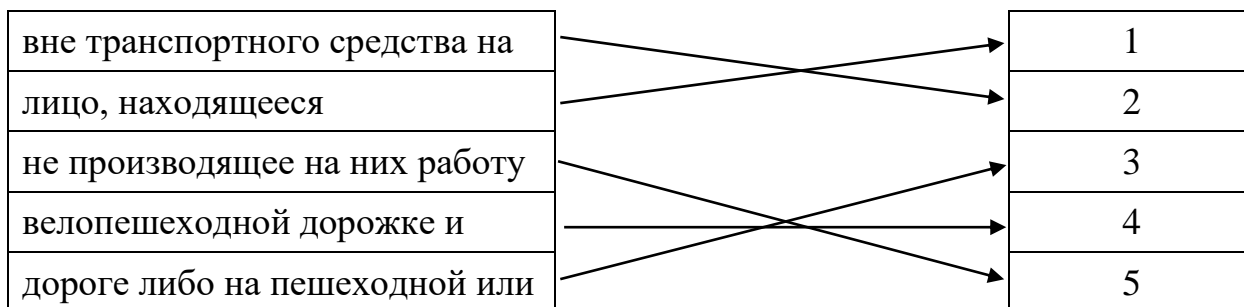 вне транспортного средства на 1
лицо, находящееся 2
не производящее на них работу 3
велопешеходной дорожке и 4
дороге либо на пешеходной или 5